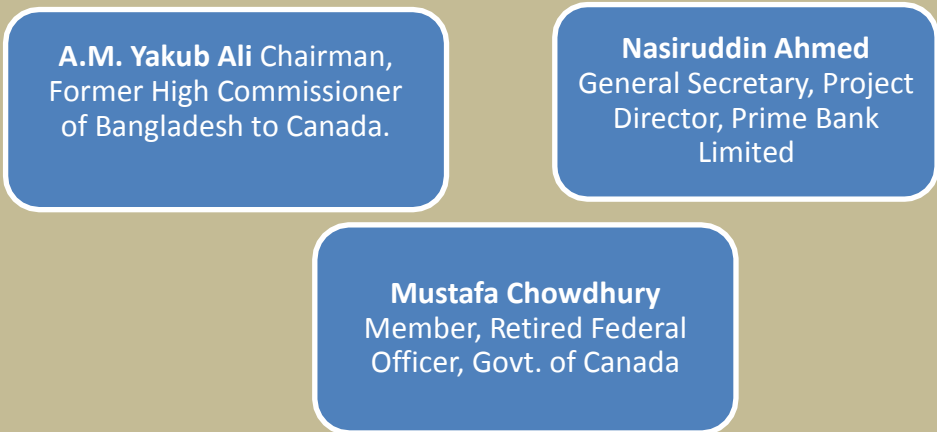 A.M. Yakub Ali Chairman,
Former High Commissioner
of Bangladesh to Canada.
Nasiruddin Ahmed
General Secretary, Project
Director, Prime Bank
Limited
Mustafa Chowdhury
Member, Retired Federal
Officer, Govt. of Canada